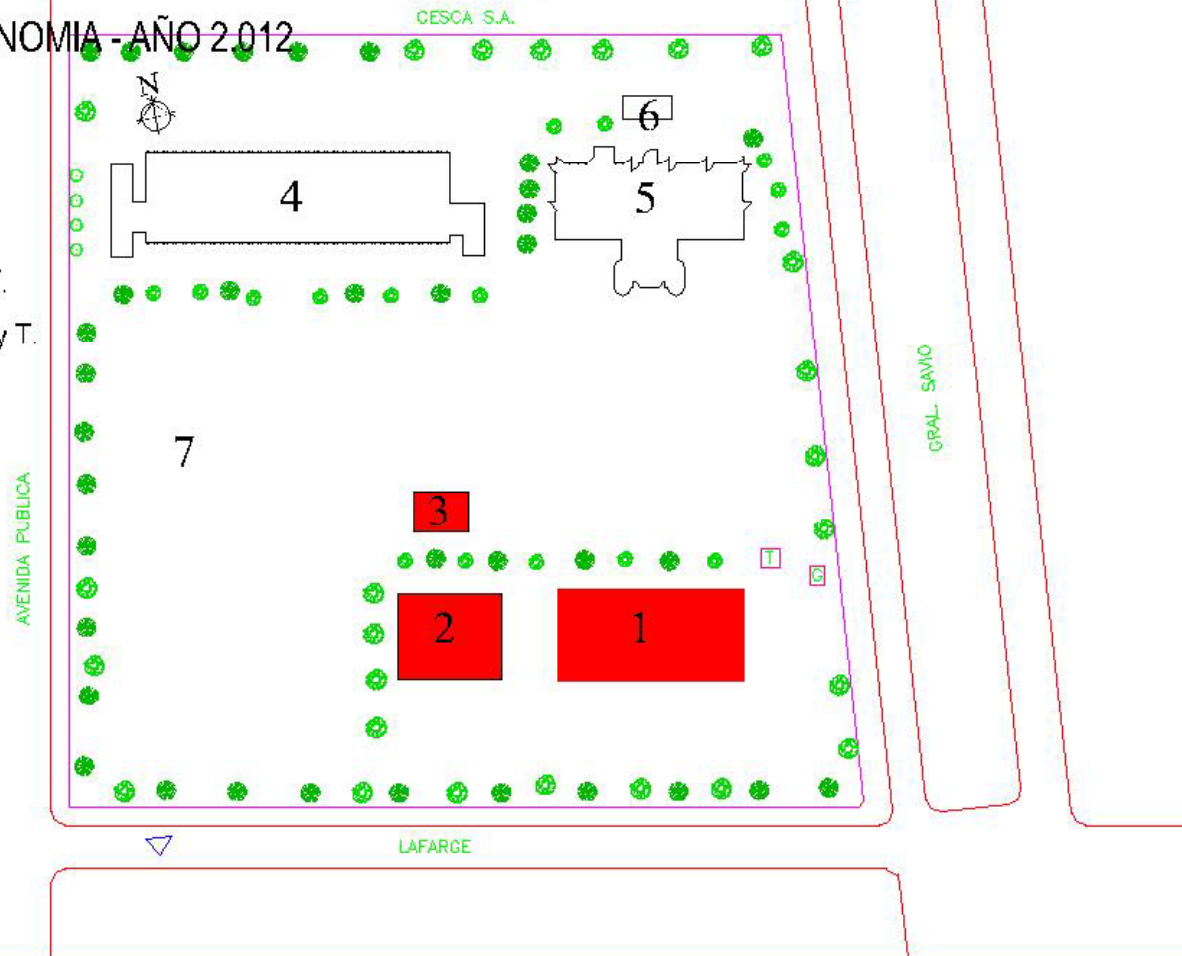 CESCA S.A.
NOMIA - AÑO 2.012
N
6
4
5
y T.
GRAL. SAVIO
7
AVENIDA PUBLICA
3
T
G
2
1
LAFARGE